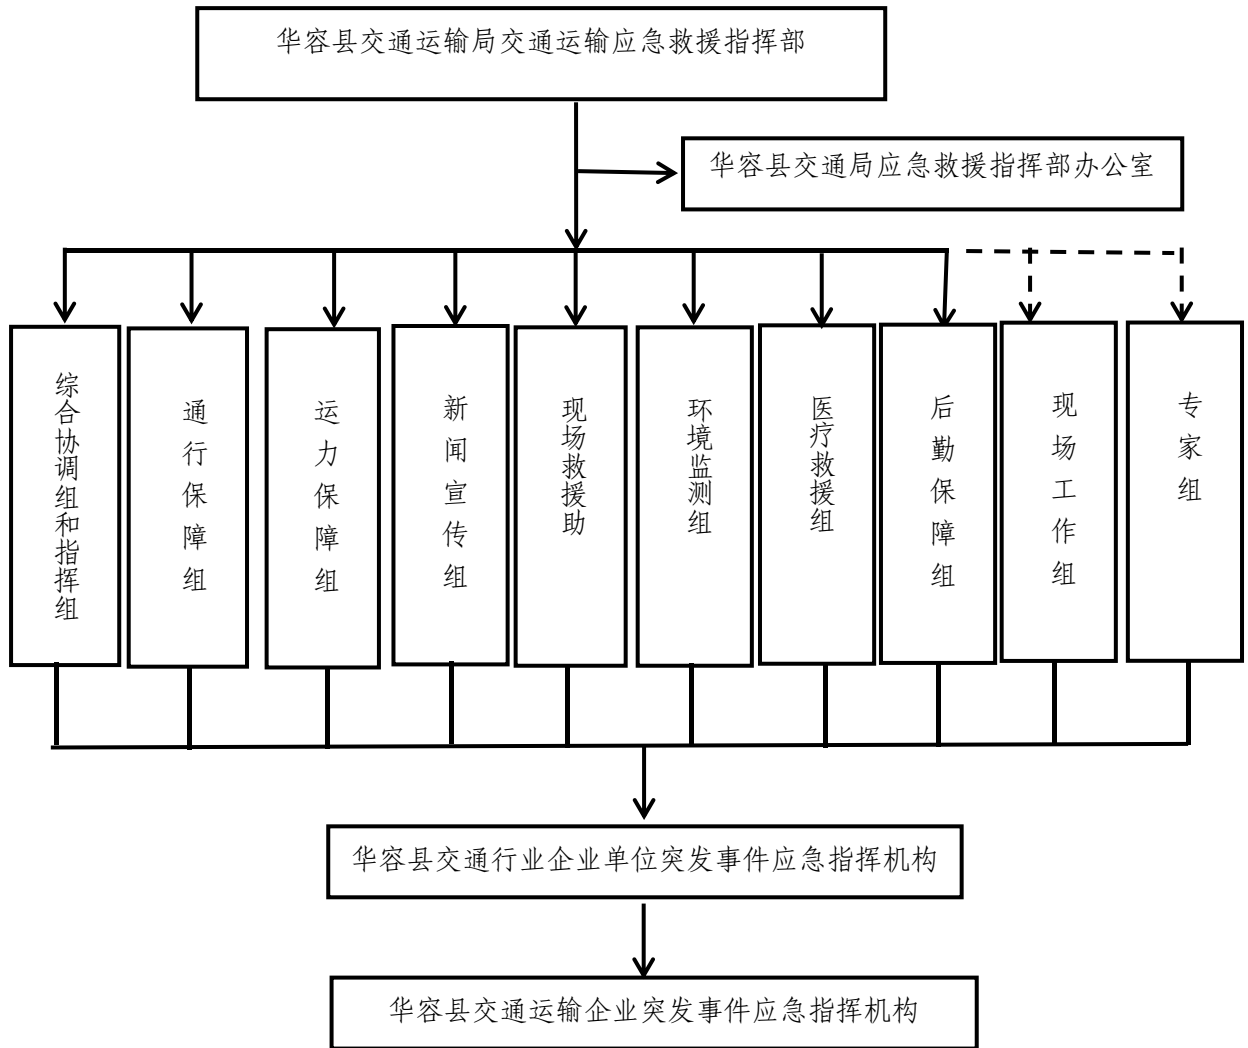 华容县交通运输局交通运输应急救援指挥部
华容县交通局应急救援指挥部办公室
综合协调组和指挥组
通行保障组
运力保障组
新闻宣传组
现场救援助
环境监测组
医疗救援组
后勤保障组
现场工作组
专家组
华容县交通行业企业单位突发事件应急指挥机构
华容县交通运输企业突发事件应急指挥机构